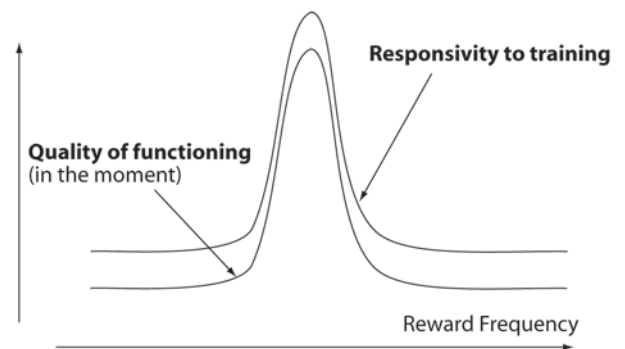 Responsivity to training
Quality of functioning
(in the moment)
Reward Frequency